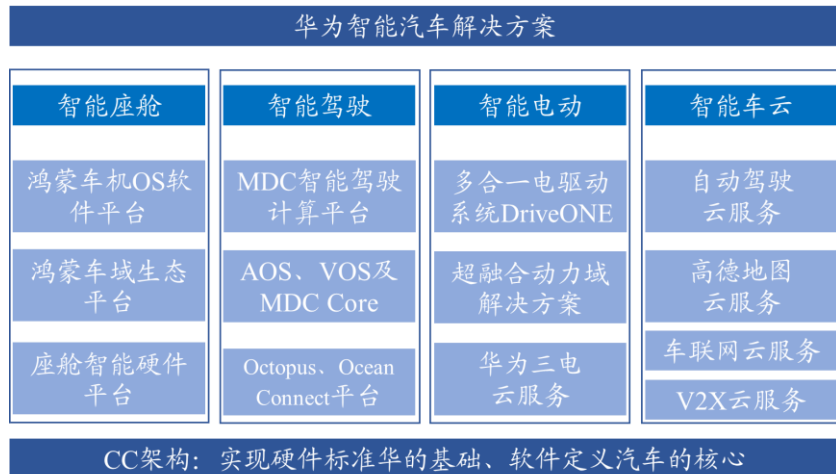 华为智能汽车解决方案
智能座舱
鸿蒙车机OS软
件平台
鸿蒙车域生态
平台
座舱智能硬件
平台
智能驾驶
MDC智能驾驶
计算平台
AOS、VOS及
MDC Core
Octopus、Ocean
Connect平台
智能电动
多合一电驱动
系统DriveONE
超融合动力域
解决方案
华为三电
云服务
智能车云
自动驾驶
云服务
高德地图
云服务
车联网云服务
V2X云服务
CC架构：实现硬件标准华的基础、软件定义汽车的核心